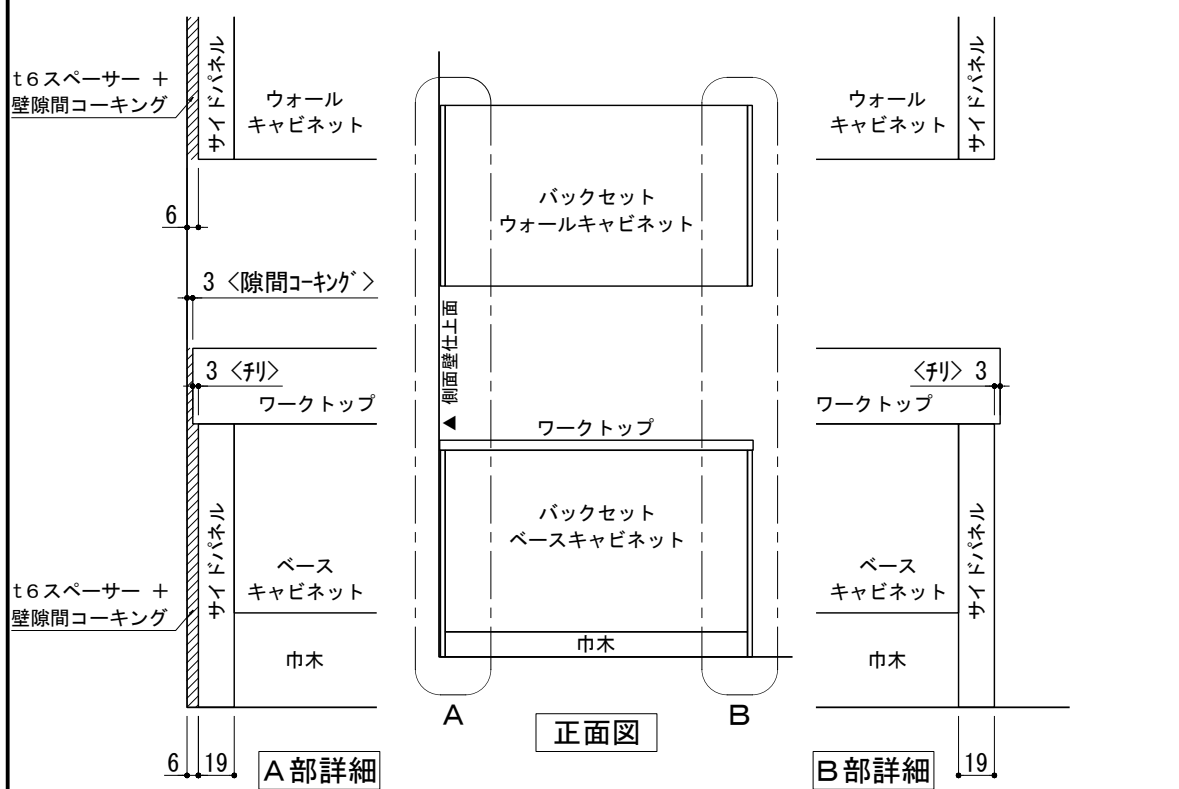 t6スペーサー +
壁隙間コーキング
サイドパネル
ウォール
キャビネット
6
3 <隙間ｺｰｷﾝｸﾞ>
3 <ﾁﾘ>
ワークトップ
サイドパネル
ベース
キャビネット
t6スペーサー +
壁隙間コーキング
巾木
6
19
A部詳細
バックセット
ウォールキャビネット
側面壁仕上面
▲
ワークトップ
バックセット
ベースキャビネット
巾木
A
B
正面図
ウォール
キャビネット
サイドパネル
<ﾁﾘ> 3
ワークトップ
ベース
キャビネット
サイドパネル
巾木
B部詳細
19